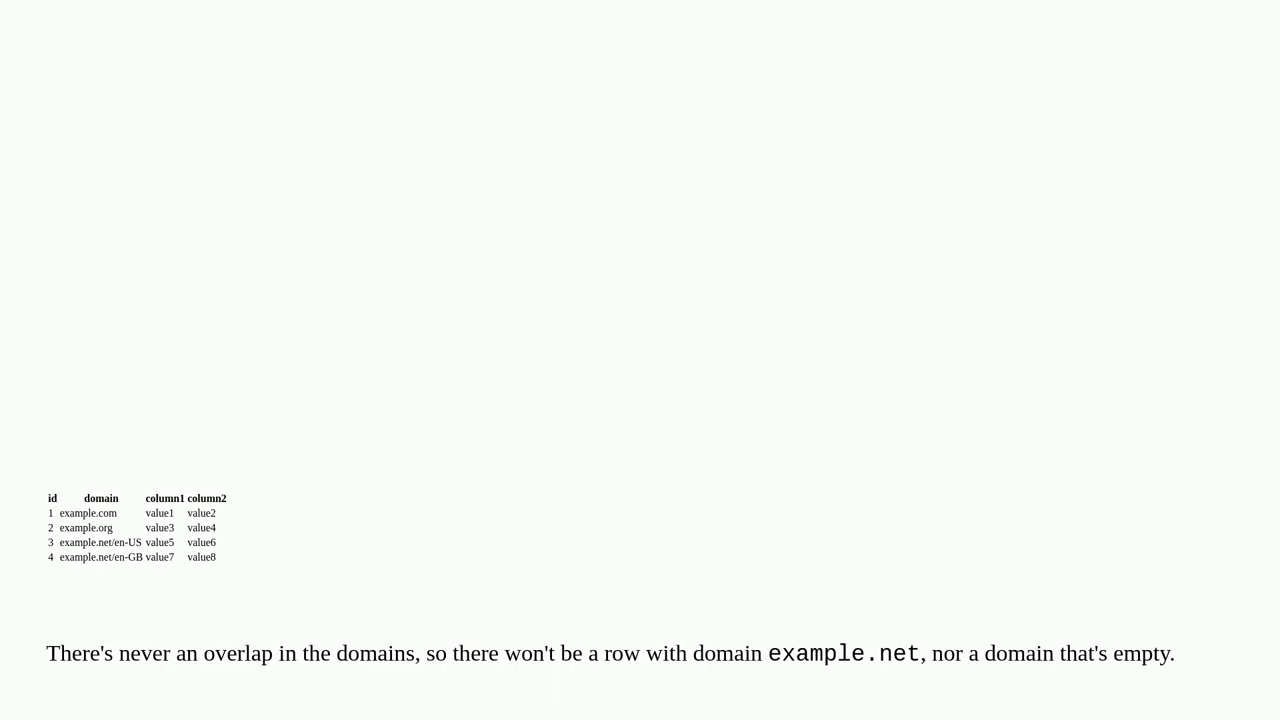 id domain column1 column2
1 example.com value1 value2
2 example.org value3 value4
3 example.net/en-US value5 value6
4 example.net/en-GB value7 value8
There's never an overlap in the domains, so there won't be a row with domain example.net, nor a domain that's empty.